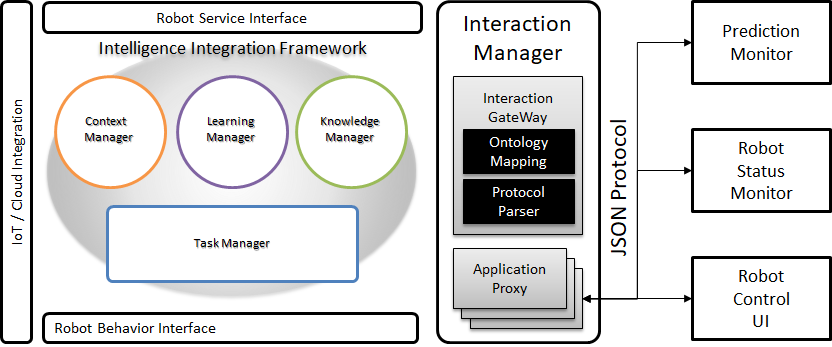 IoT / Cloud Integration
Robot Service Interface
Intelligence Integration Framework
Context
Manager
Learning
Manager
Knowledge
Manager
Task Manager
Robot Behavior Interface
Interaction
Manager
Interaction
GateWay
Ontology
Mapping
Protocol
Parser
Application
Proxy
JSON Protocol
Prediction
Monitor
Robot
Status
Monitor
Robot
Control
UI